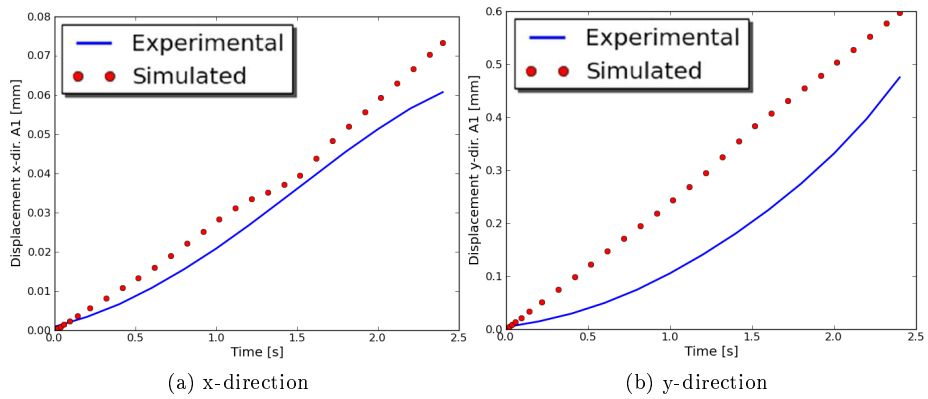 0.08
0.07
0.06
0.05
0.04
0.03
0.02
0.01
0.00
Displacement x-dir. A1 [mm]
Experimental
Simulated
0.0
0.5
1.0
1.5
2.0
2.5
Time [s]
(a) x-direction
0.6
0.5
0.4
0.3
0.2
0.1
0.0
Displacement y-dir. A1 [mm]
Experimental
Simulated
0.0
0.5
1.0
1.5
2.0
2.5
Time [s]
(b) y-direction